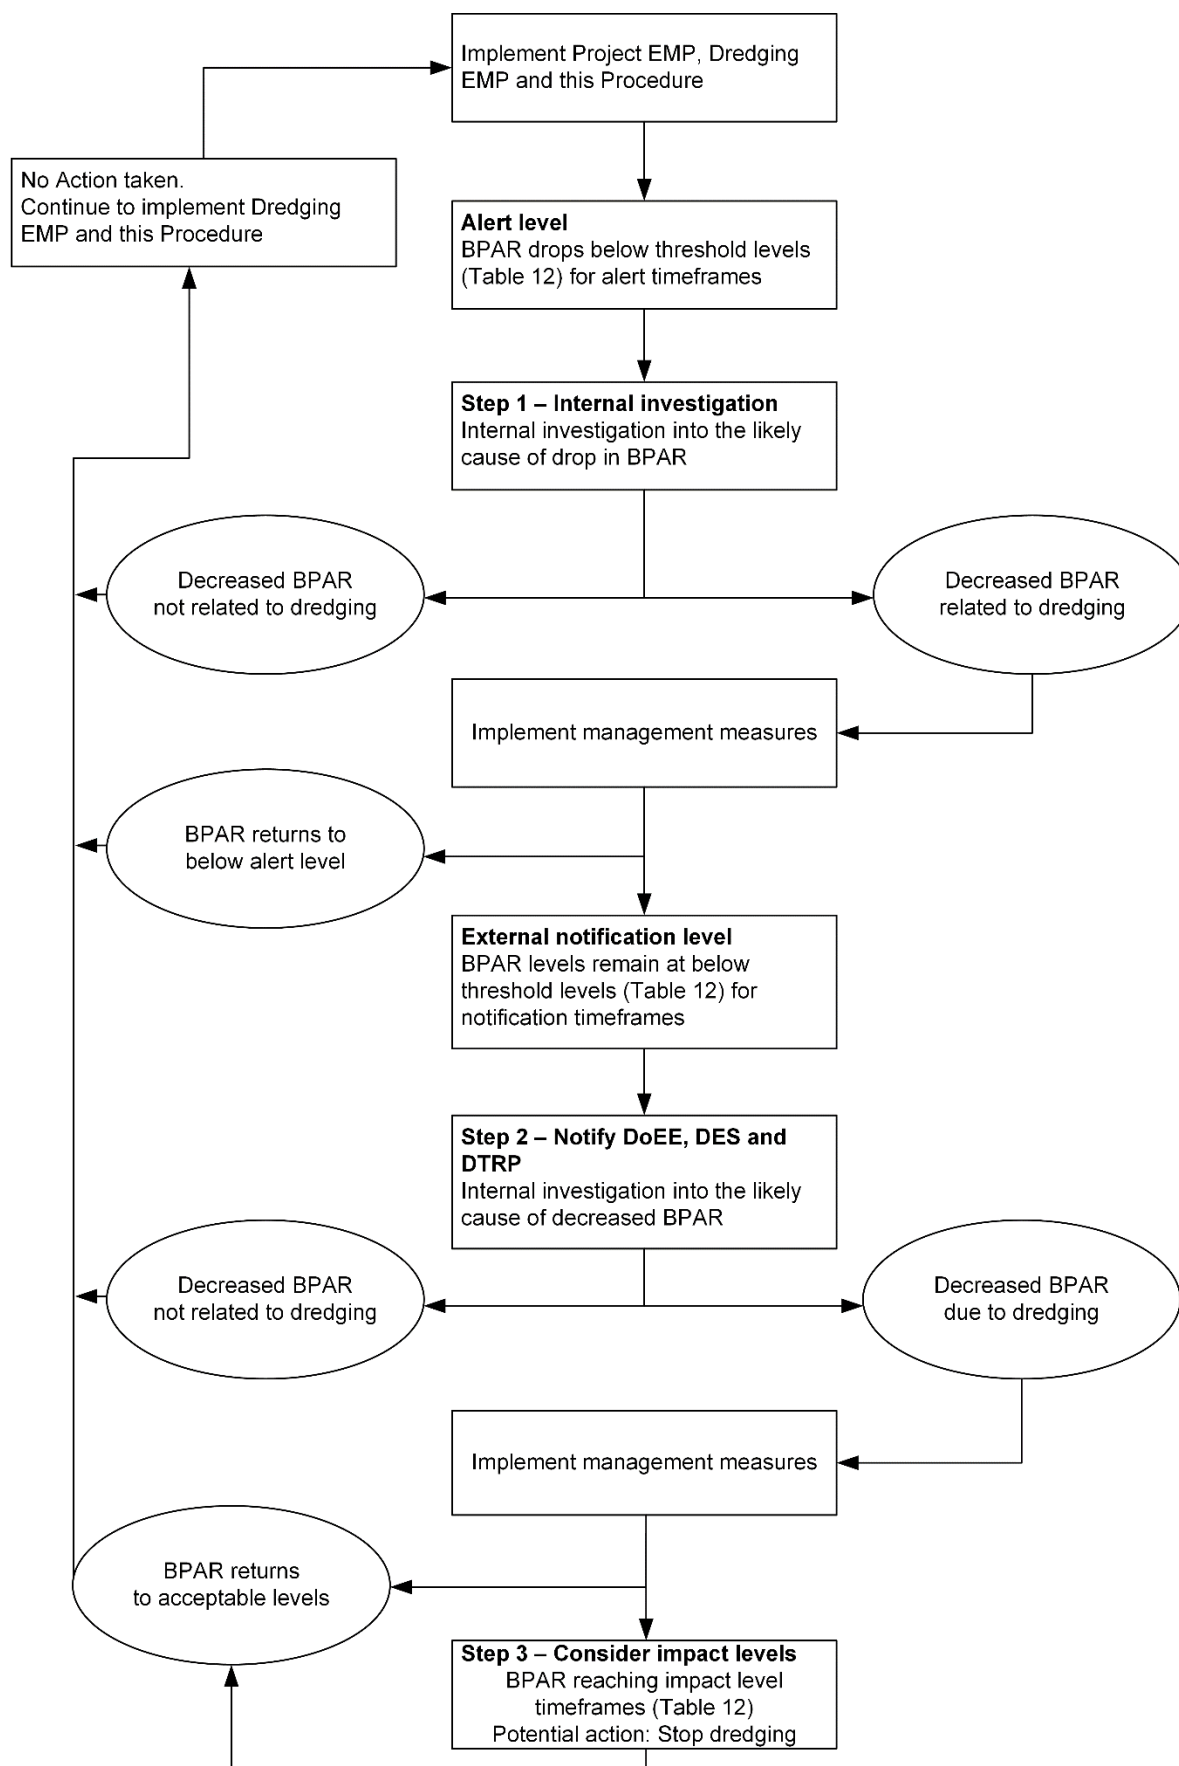 Implement Project EMP, Dredging
EMP and this Procedure
No Action taken.
Continue to implement Dredging
EMP and this Procedure
Alert level
BPAR drops below threshold levels
(Table 12) for alert timeframes
Step 1 – Internal investigation
Internal investigation into the likely
cause of drop in BPAR
Decreased BPAR
not related to dredging
Decreased BPAR
related to dredging
Implement management measures
BPAR returns to
below alert level
External notification level
BPAR levels remain at below
threshold levels (Table 12) for
notification timeframes
Step 2 – Notify DoEE, DES and
DTRP
Internal investigation into the likely
cause of decreased BPAR
Decreased BPAR
not related to dredging
Decreased BPAR
due to dredging
Implement management measures
BPAR returns
to acceptable levels
Step 3 – Consider impact levels
BPAR reaching impact level
timeframes (Table 12)
Potential action: Stop dredging